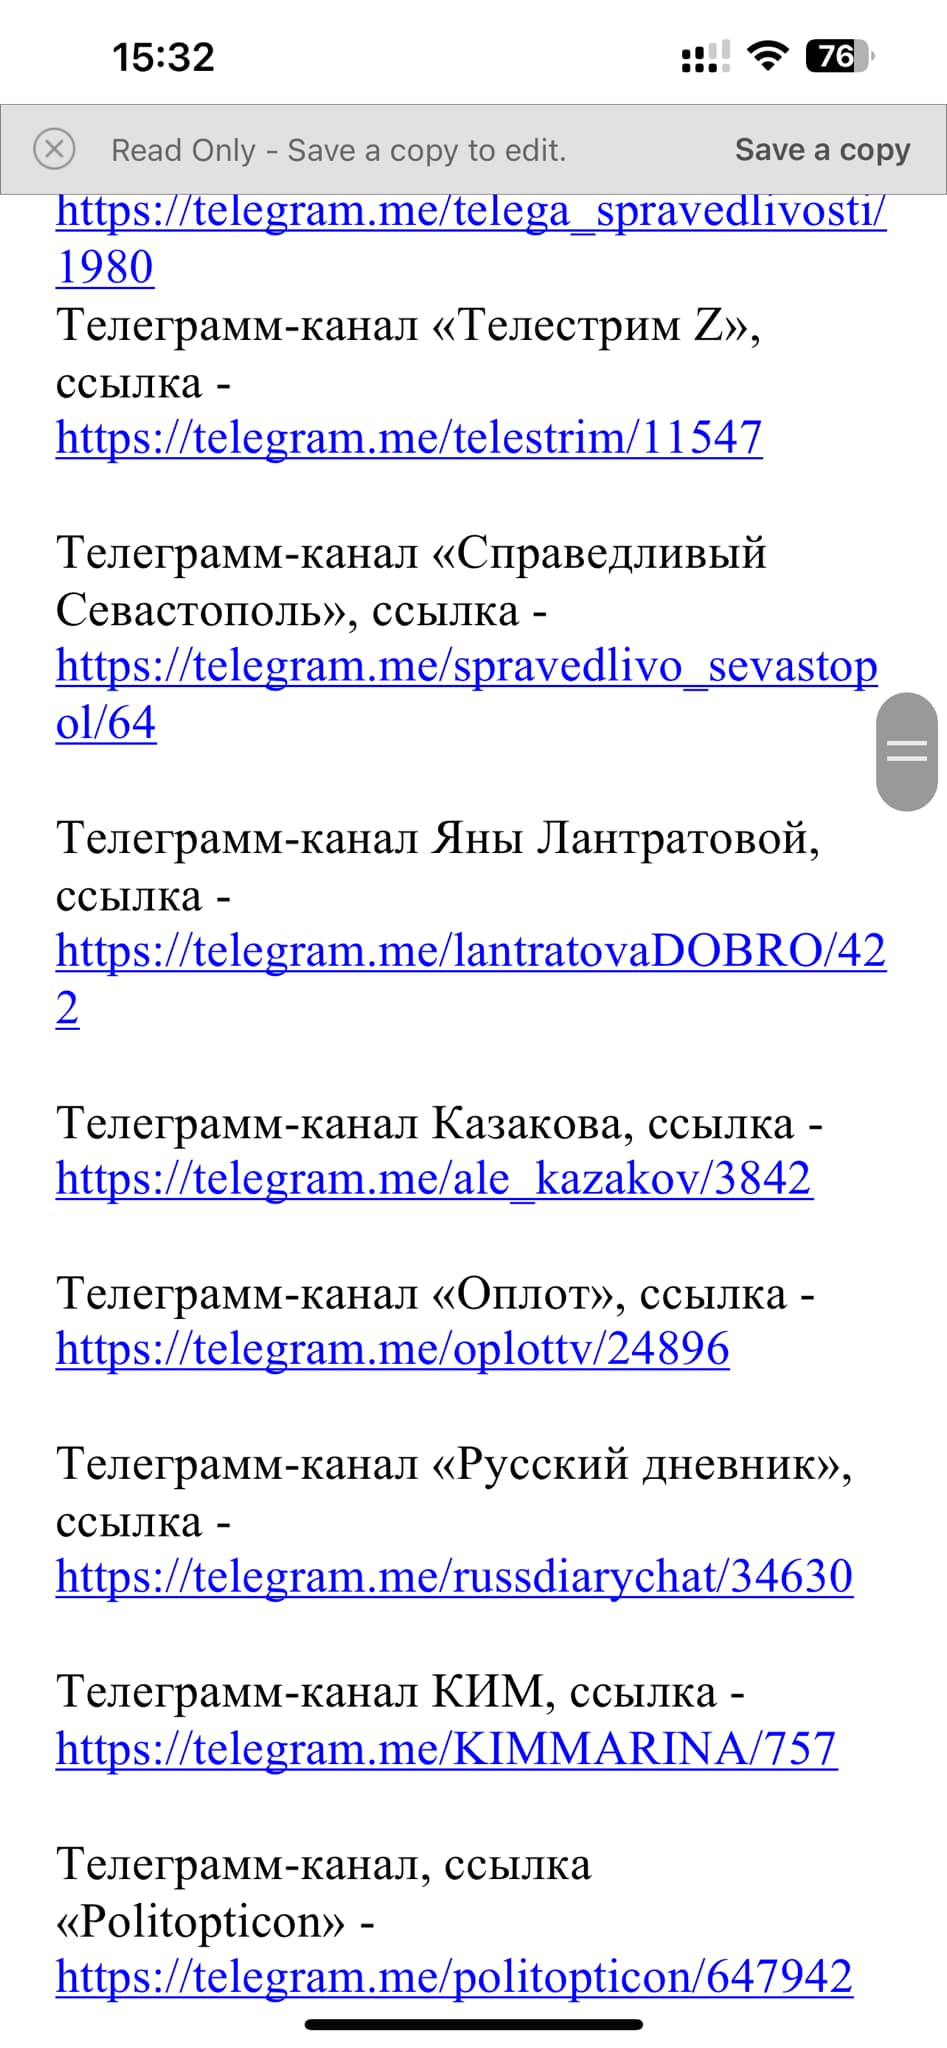 15:32
76
Read Only - Save a copy to edit.
Save a copy
https://telegram.me/telega_spravedlivosti/
1980
Телеграмм-канал «Телестрим Z»,
ссылка -
https://telegram.me/telestrim/11547
Телеграмм-канал «Справедливый
Севастополь», ссылка -
https://telegram.me/spravedlivo_sevastop
ol/64
Телеграмм-канал Яны Лантратовой,
ссылка -
https://telegram.me/lantratovaDOBRO/42
2
Телеграмм-канал Казакова, ссылка -
https://telegram.me/ale_kazakov/3842
Телеграмм-канал «Оплот», ссылка -
https://telegram.me/oplottv/24896
Телеграмм-канал «Русский дневник»,
ссылка -
https://telegram.me/russdiarychat/34630
Телеграмм-канал КИМ, ссылка -
https://telegram.me/KIMMARINA/757
Телеграмм-канал, ссылка
«Politopticon» -
https://telegram.me/politopticon/647942